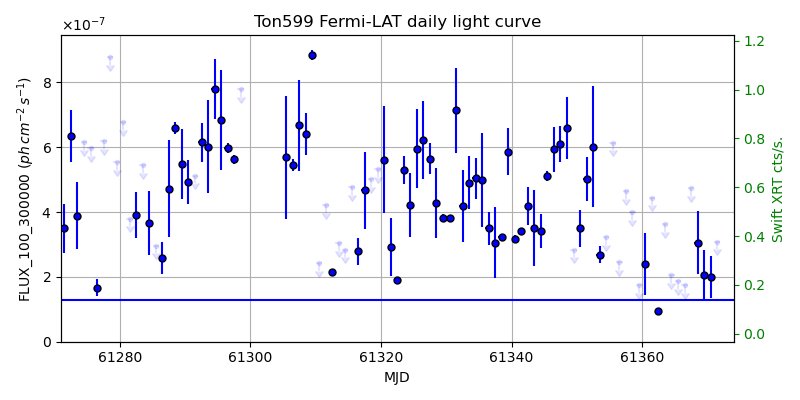 Ton599 Fermi-LAT daily light curve
×10⁻⁷
FLUX_100_300000 (ph cm⁻² s⁻¹)
8
6
4
2
0
61280 61300 61320 61340 61360
MJD
1.2
1.0
0.8
0.6
0.4
0.2
0.0
Swift XRT cts/s.